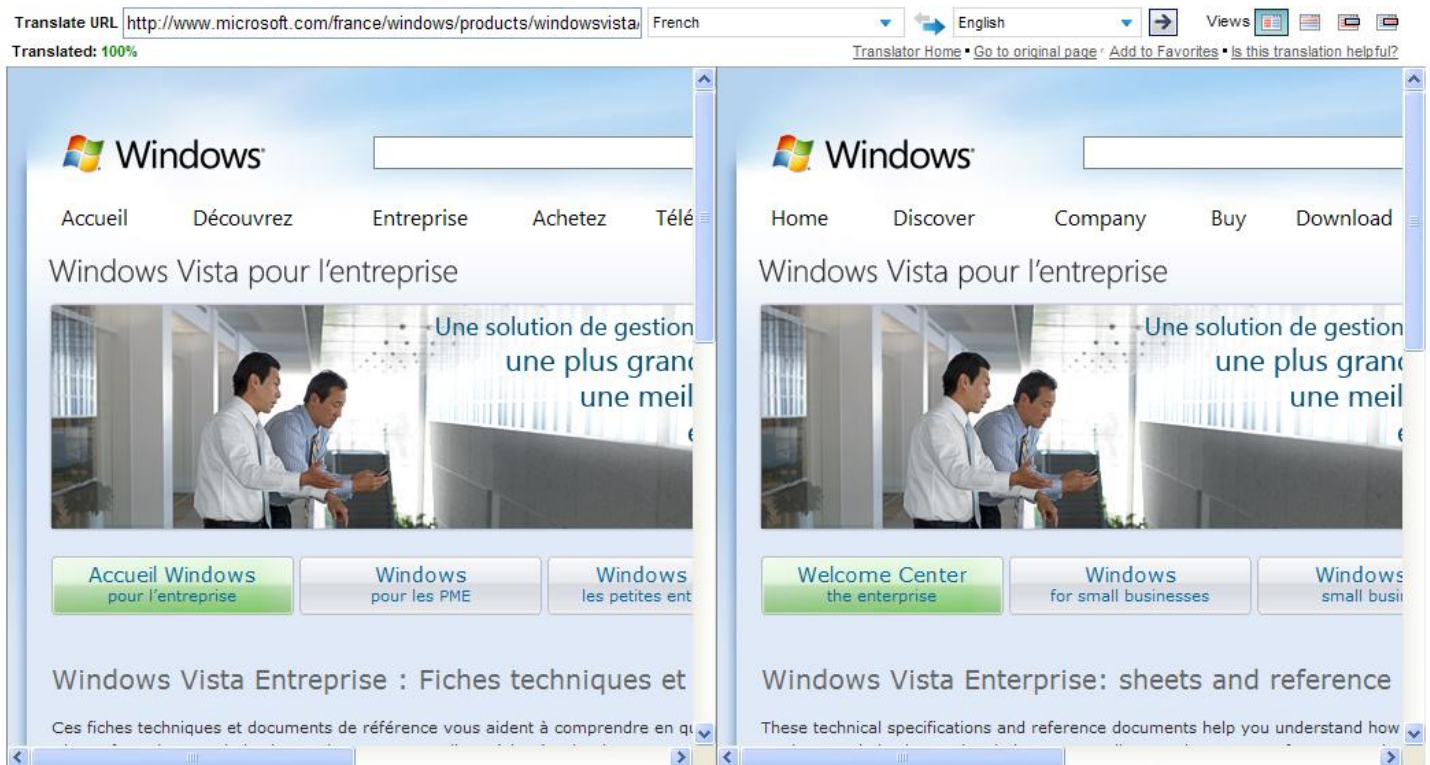 Translate URL http://www.microsoft.com/france/windows/products/windowsvista/ French English Views
Translated: 100% Translator Home ▪ Go to original page ▪ Add to Favorites ▪ Is this translation helpful?
Windows
Accueil Découvrez Entreprise Achetez Télé
Windows Vista pour l'entreprise
Une solution de gestion
une plus grand
une meil
Accueil Windows
pour l'entreprise
Windows
pour les PME
Windows
les petites ent
Windows Vista Entreprise : Fiches techniques et
Ces fiches techniques et documents de référence vous aident à comprendre en qu
Windows
Home Discover Company Buy Download
Windows Vista pour l'entreprise
Une solution de gestion
une plus grand
une meil
Welcome Center
the enterprise
Windows
for small businesses
Windows
small busi
Windows Vista Enterprise: sheets and reference
These technical specifications and reference documents help you understand how